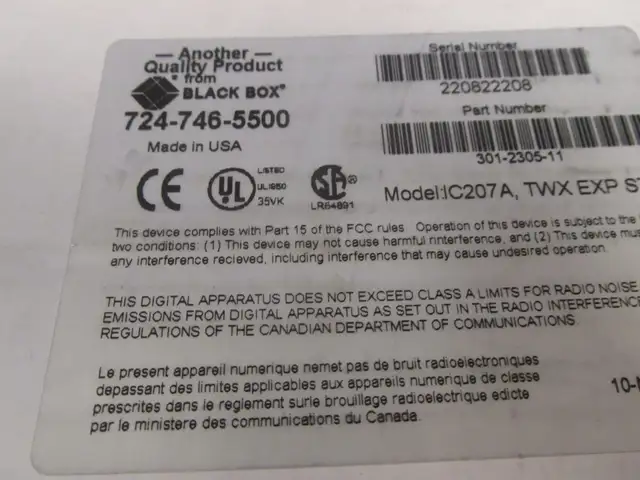 Another
Quality Product
from
BLACK BOX®
724-746-5500
Made in USA
Serial Number
220822208
Part Number
301-2305-11
CE
UL
LISTED
UL1950
35VK
SA®
LR64891
Model:IC207A, TWX EXP
This device complies with Part 15 of the FCC rules Operation of this device is subject to the
two conditions: (1) This device may not cause harmful nnterference, and (2) This device
any interference recieved, including interference that may cause undesired operation.
THIS DIGITAL APPARATUS DOES NOT EXCEED CLASS A LIMITS FOR RADIO NOISE
EMISSIONS FROM DIGITAL APPARATUS AS SET OUT IN THE RADIO INTERFERENCE
REGULATIONS OF THE CANADIAN DEPARTMENT OF COMMUNICATIONS
Le present appareil numerique nemet pas de bruit radioelectroniques
depassant des limites applicables aux appareils numerique de classe
prescrites dans le reglement surle brouillage radioelectrique edicte
par le ministere des communications du Canada.
10-